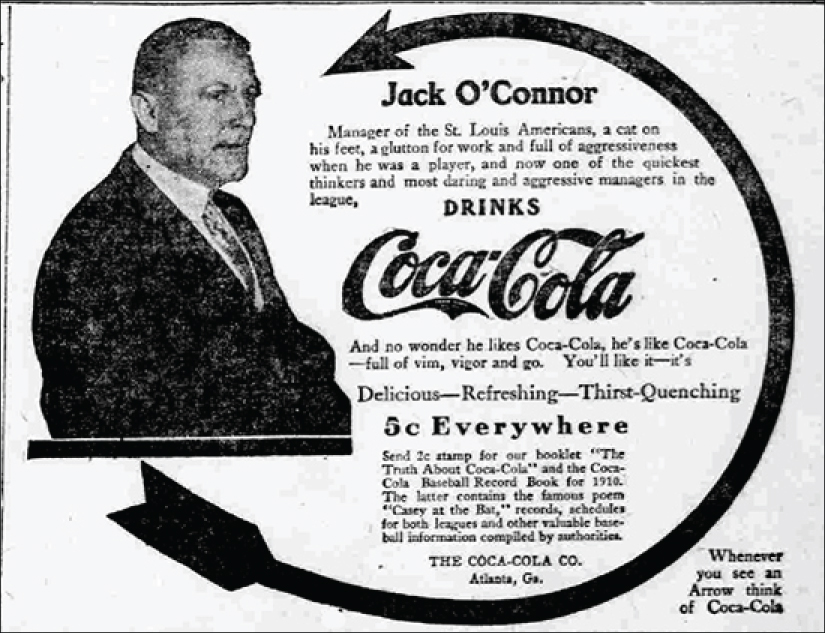 Jack O'Connor
Manager of the St. Louis Americans, a cat on
his feet, a glutton for work and full of aggressiveness
when he was a player, and now one of the quickest
thinkers and most daring and aggressive managers in the
league,
DRINKS
Coca-Cola
And no wonder he likes Coca-Cola, he's like Coca-Cola
—full of vim, vigor and go. You'll like it—it's
Delicious—Refreshing—Thirst-Quenching
5c Everywhere
Send 2c stamp for our booklet "The
Truth About Coca-Cola" and the Coca-
Cola Baseball Record Book for 1910.
The latter contains the famous poem
"Casey at the Bat," records, schedules
for both leagues and other valuable base-
ball information compiled by authorities.
THE COCA-COLA CO.
Atlanta, Ga.
Whenever
you see an
Arrow think
of Coca-Cola